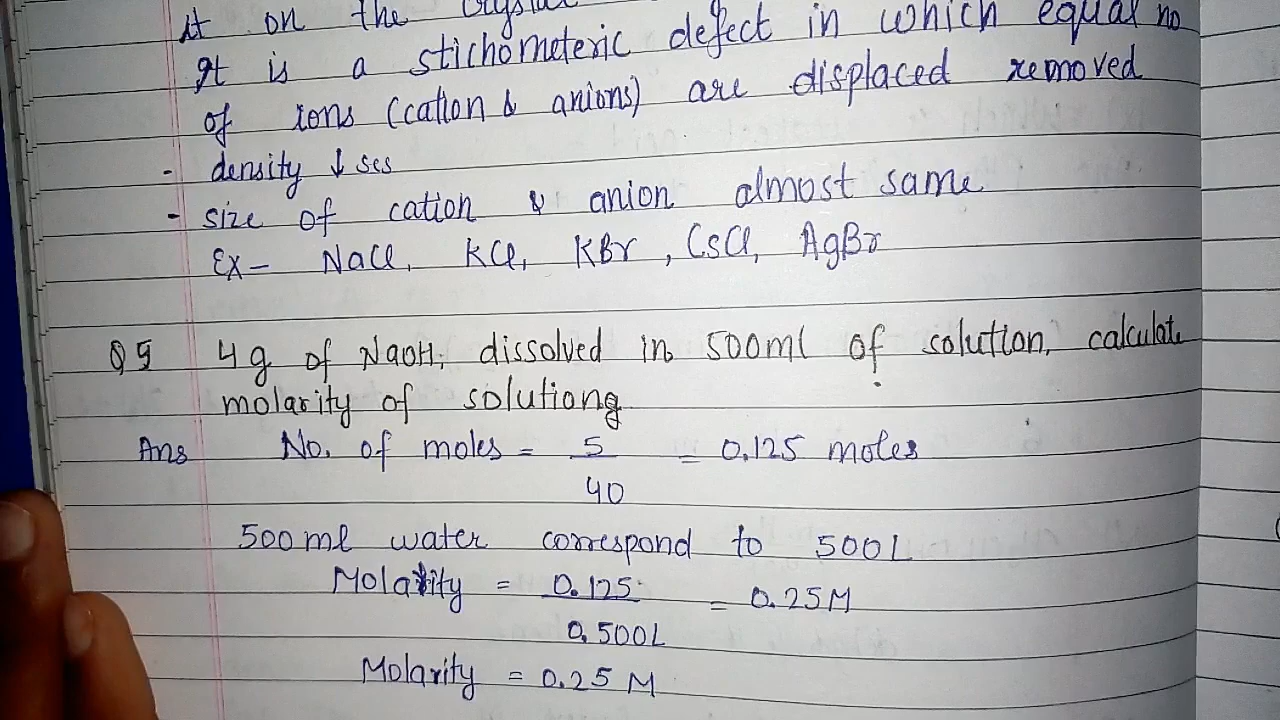 it on the crystal
It is a stichometeric defect in which equal no
of ions (cation & anions) are displaced removed
- density ↓ ses
- size of cation & anion almost same
Ex- NaCl, KCl, KBr, CsCl, AgBr
Q5 4g of NaOH, dissolved in 500ml of solution, calculate
molarity of solutiong
Ans No. of moles = 5 = 0.125 moles
40
500ml water correspond to 500L
Molarity = 0.125 = 0.25M
0.500L
Molarity = 0.25 M